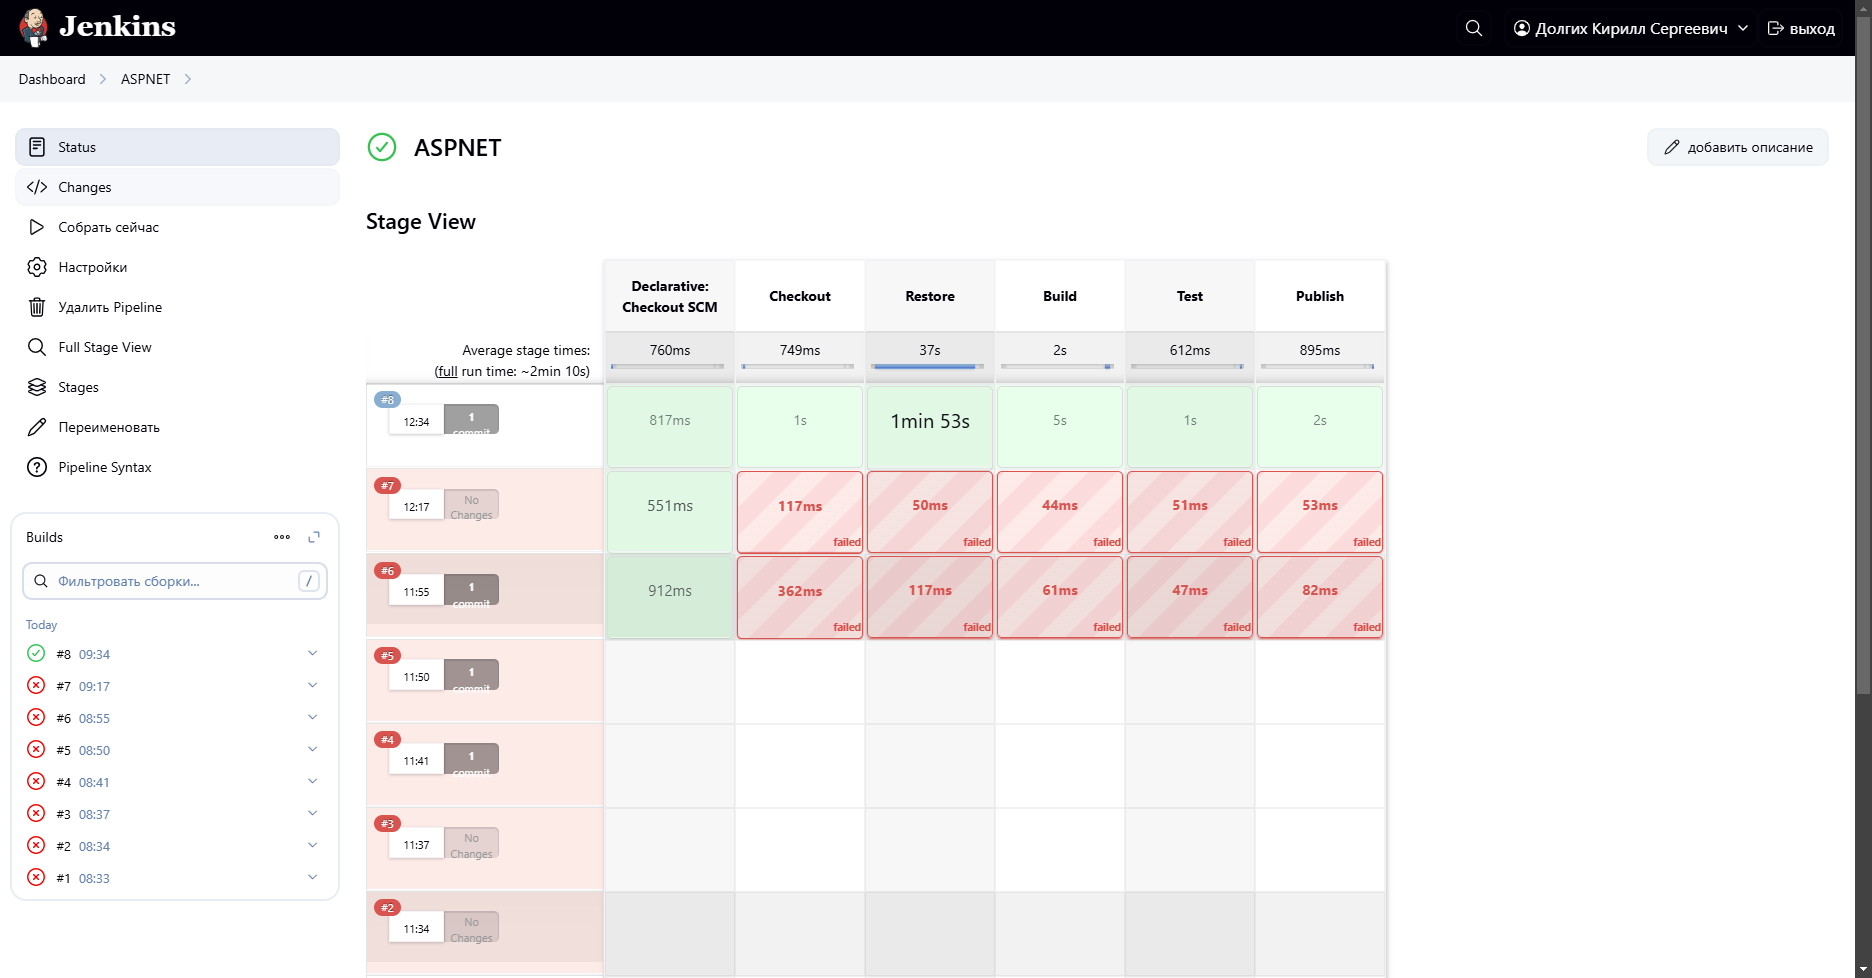 Jenkins
Долгих Кирилл Сергеевич
выход
Dashboard
ASPNET
Status
Changes
Собрать сейчас
Настройки
Удалить Pipeline
Full Stage View
Stages
Переименовать
Pipeline Syntax
Builds
Фильтровать сборки...
/
Today
#8 09:34
#7 09:17
#6 08:55
#5 08:50
#4 08:41
#3 08:37
#2 08:34
#1 08:33
ASPNET
добавить описание
Stage View
Declarative: Checkout SCM
Checkout
Restore
Build
Test
Publish
Average stage times:
(full run time: ~2min 10s)
760ms
749ms
37s
2s
612ms
895ms
#8
12:34
1 commit
817ms
1s
1min 53s
5s
1s
2s
#7
12:17
No Changes
551ms
117ms failed
50ms failed
44ms failed
51ms failed
53ms failed
#6
11:55
1 commit
912ms
362ms failed
117ms failed
61ms failed
47ms failed
82ms failed
#5
11:50
1 commit
#4
11:41
1 commit
#3
11:37
No Changes
#2
11:34
No Changes